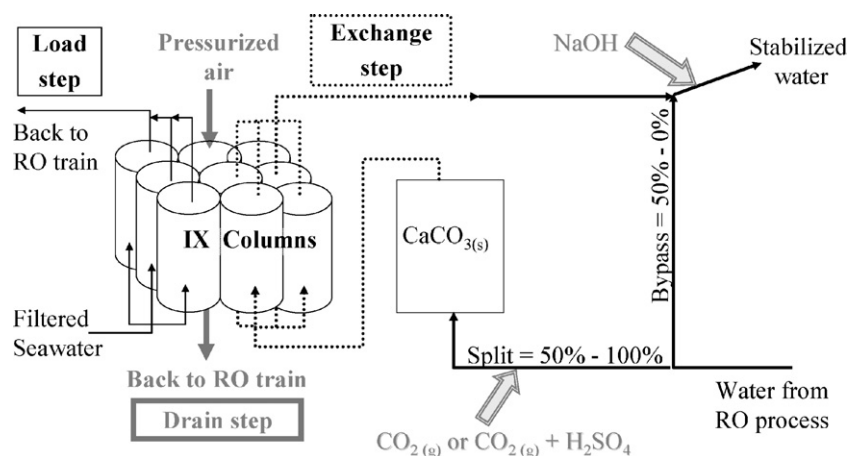 Load
step
Pressurized
air
Exchange
step
NaOH
Stabilized
water
Back to
RO train
IX Columns
CaCO3(s)
Bypass = 50% - 0%
Filtered
Seawater
Split = 50% - 100%
Back to RO train
Drain step
Water from
RO process
CO2 (g) or CO2 (g) + H2SO4